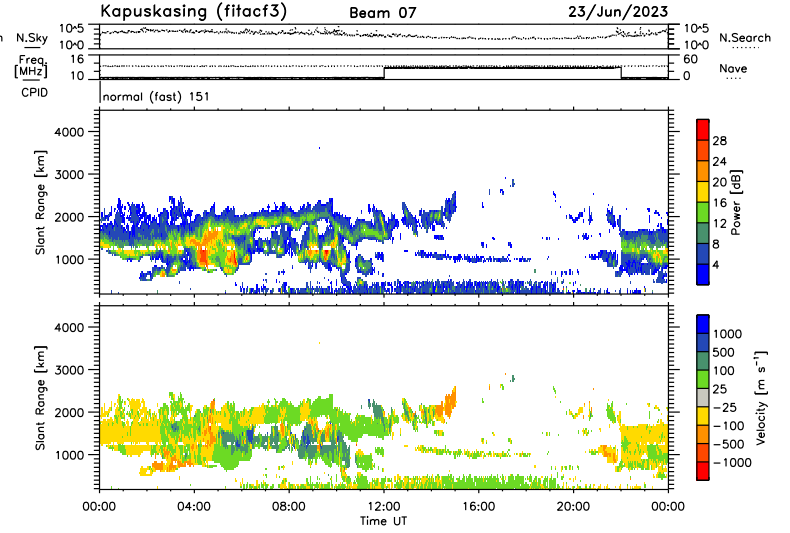 Kapuskasing (fitacf3) Beam 07 23/Jun/2023
N.Sky 10^5 10^0 10^5 10^0 N.Search
Freq. [MHz] 16 10 60 0 Nave
CPID normal (fast) 151
Slant Range [km]
4000
3000
2000
1000
Power [dB]
28
24
20
16
12
8
4
Slant Range [km]
4000
3000
2000
1000
Velocity [m s⁻¹]
1000
500
100
25
−25
−100
−500
−1000
00:00 04:00 08:00 12:00 16:00 20:00 00:00
Time UT